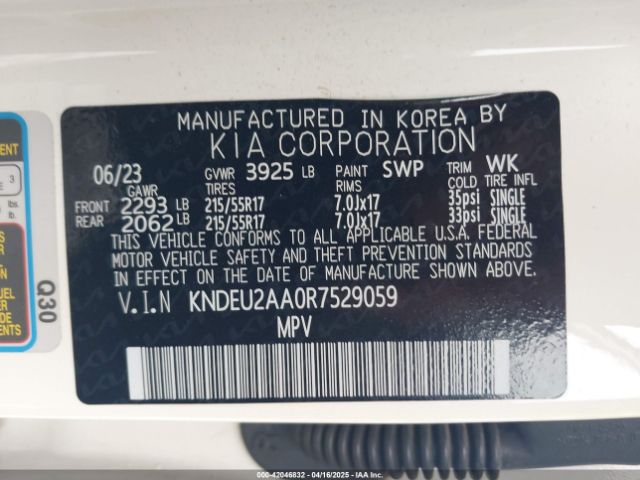 MANUFACTURED IN KOREA BY
KIA CORPORATION
06/23 GVWR 3925 LB PAINT SWP TRIM WK
GAWR TIRES RIMS COLD TIRE INFL
FRONT 2293 LB 215/55R17 7.0Jx17 35psi SINGLE
REAR 2062 LB 215/55R17 7.0Jx17 33psi SINGLE
THIS VEHICLE CONFORMS TO ALL APPLICABLE U.S.A. FEDERAL
MOTOR VEHICLE SAFETY AND THEFT PREVENTION STANDARDS
IN EFFECT ON THE DATE OF MANUFACTURE SHOWN ABOVE.
V.I.N KNDEU2AA0R7529059
MPV
Q30
ENT
E 3
lbs.
000-42046832 - 04/16/2025 - IAA Inc.